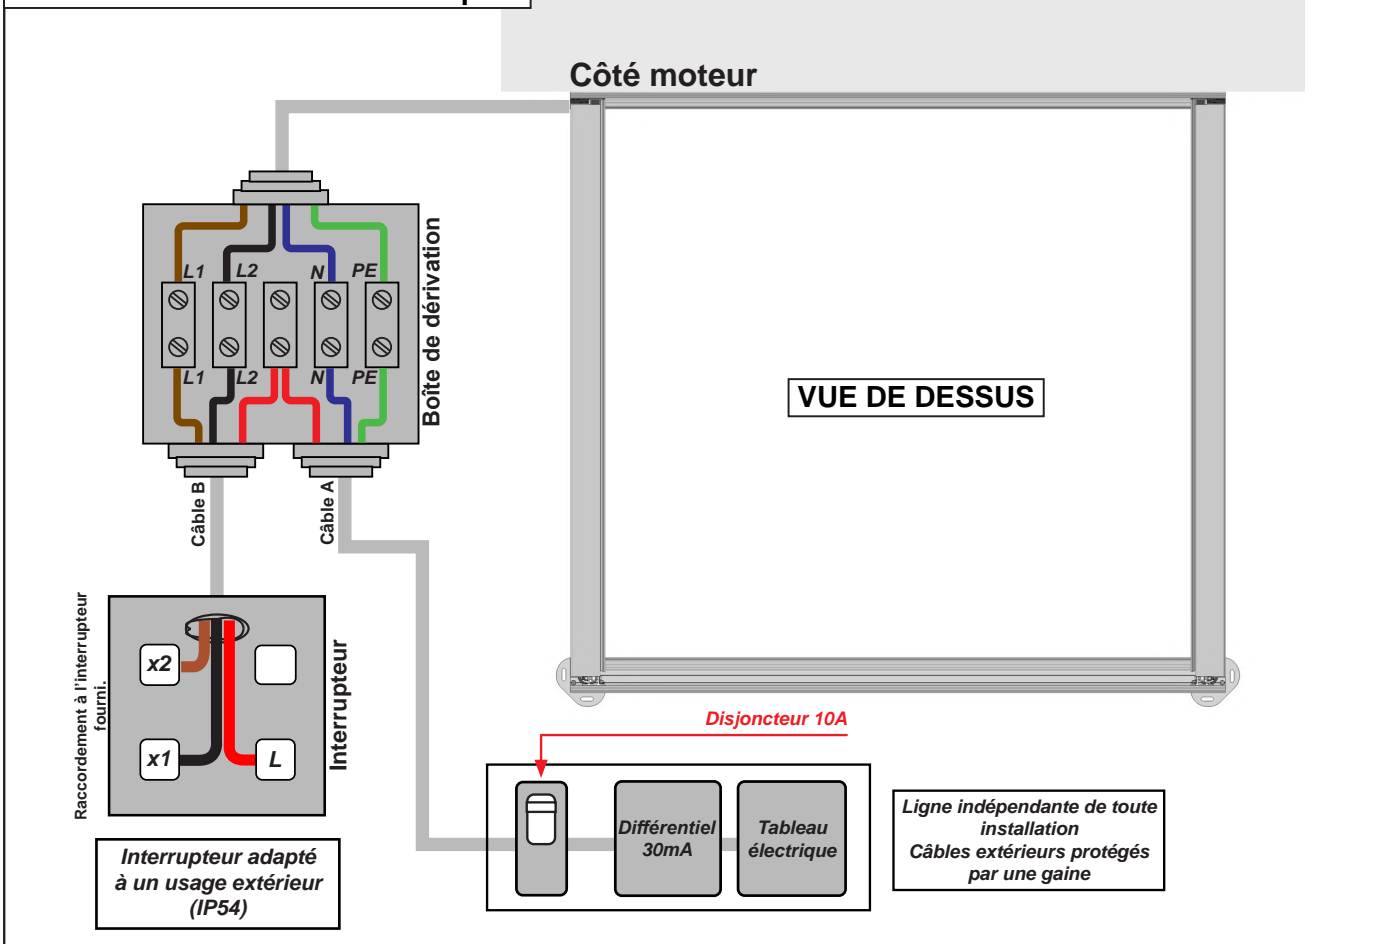 Côté moteur
L1 L2 N PE
L1 L2 N PE
Boîte de dérivation
Câble B
Câble A
VUE DE DESSUS
Racccordement à l'interrupteur
fourni.
x2
x1
L
Interrupteur
Interrupteur adapté
à un usage extérieur
(IP54)
Disjoncteur 10A
Différentiel
30mA
Tableau
électrique
Ligne indépendante de toute
installation
Câbles extérieurs protégés
par une gaine